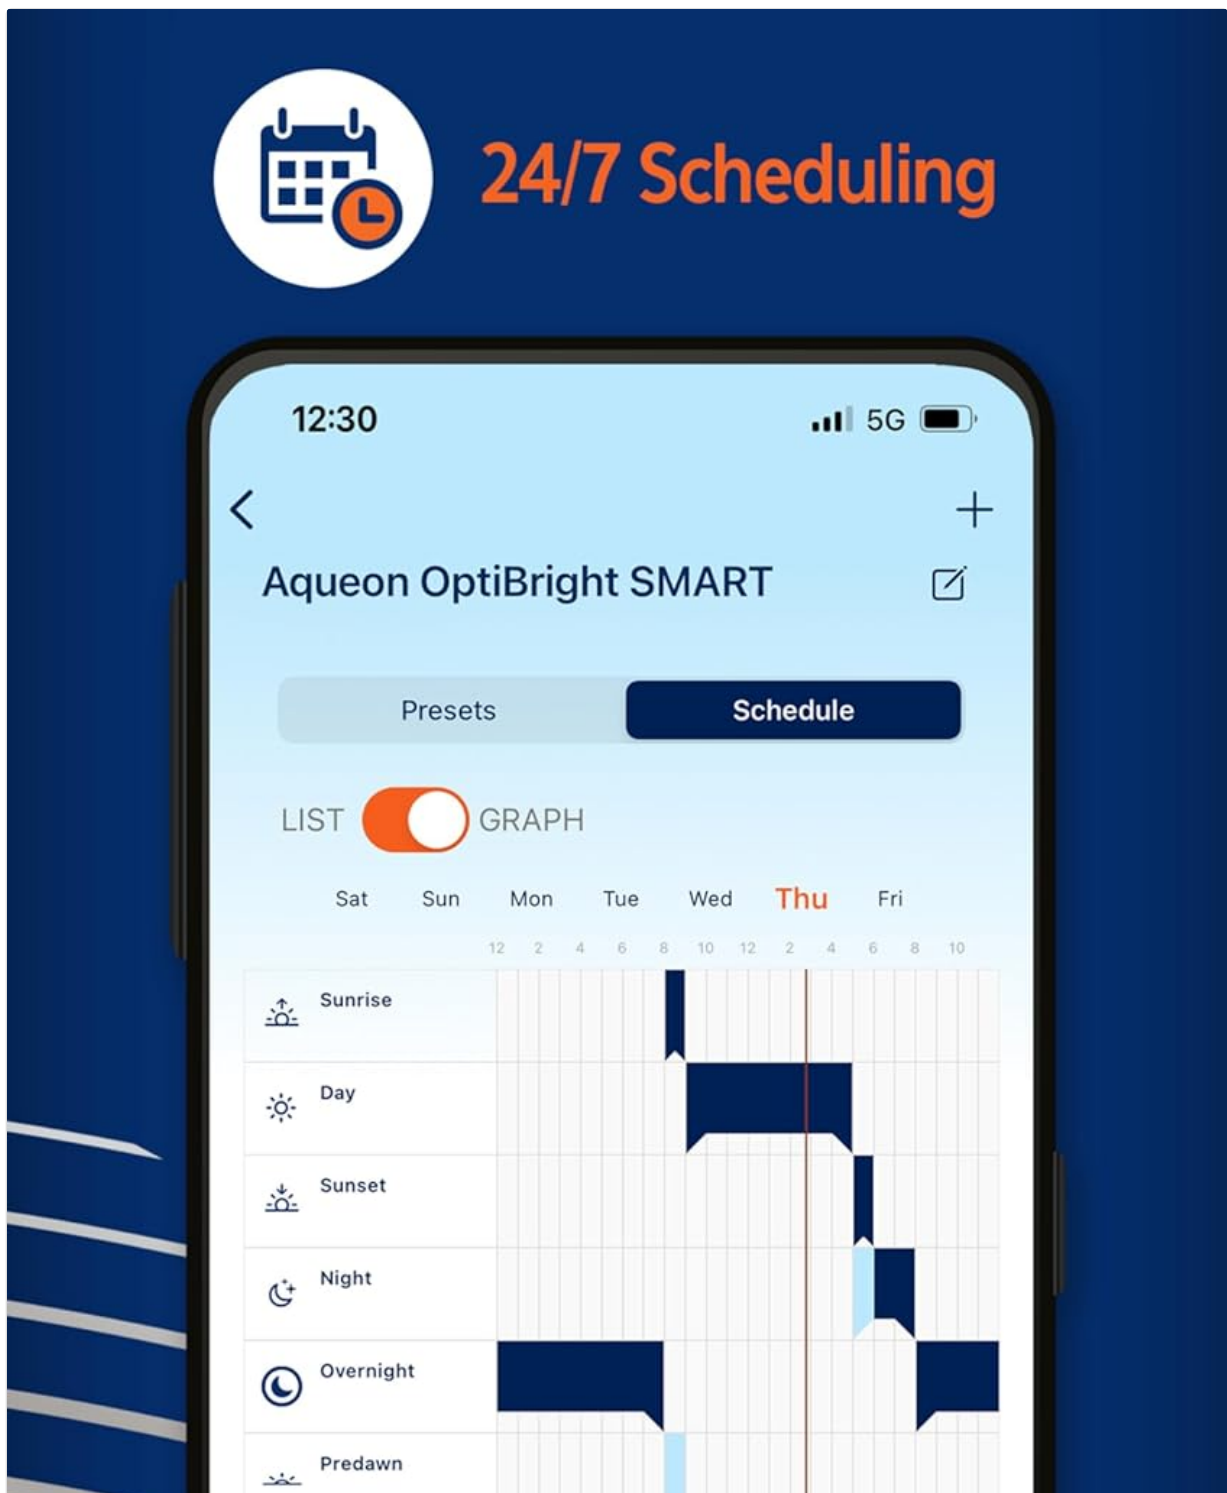 24/7 Scheduling
12:30 5G
Aqueon OptiBright SMART
Presets Schedule
LIST GRAPH
Sat Sun Mon Tue Wed Thu Fri
12 2 4 6 8 10 12 2 4 6 8 10
Sunrise
Day
Sunset
Night
Overnight
Predawn